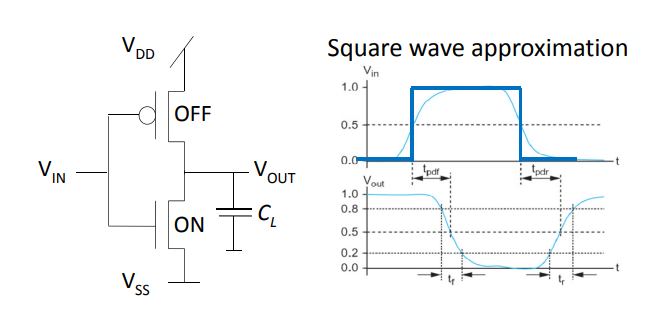 V_DD
OFF
V_IN
V_OUT
ON
C_L
V_SS
Square wave approximation
V_in
1.0
0.5
0.0
t
t_pdf
t_pdr
V_out
1.0
0.8
0.5
0.2
0.0
t
t_f
t_r